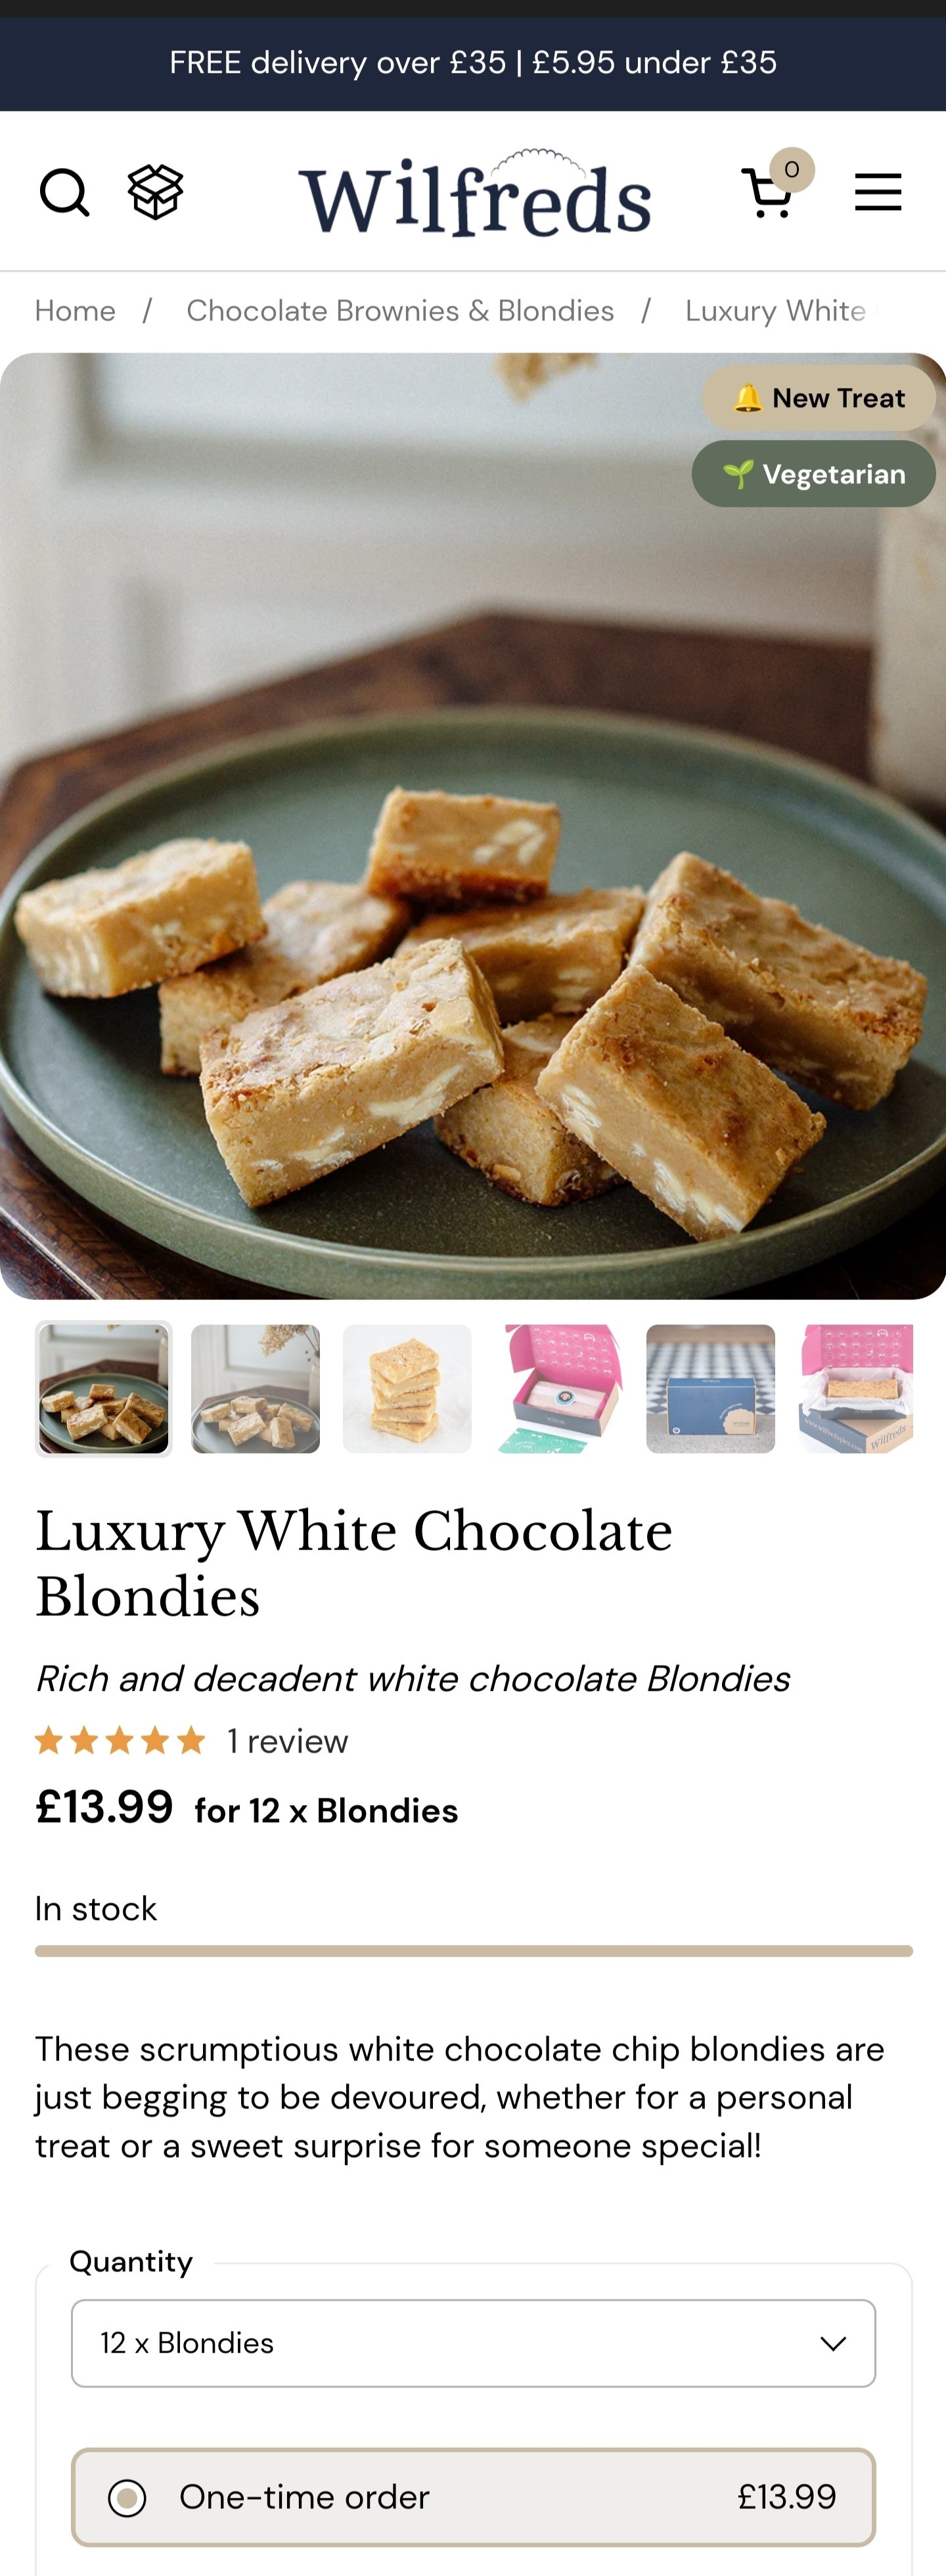 FREE delivery over £35 | £5.95 under £35
Wilfreds
0
Home / Chocolate Brownies & Blondies / Luxury White
🔔 New Treat
🌱 Vegetarian
Wilfreds
Luxury White Chocolate
Blondies
Rich and decadent white chocolate Blondies
1 review
£13.99 for 12 x Blondies
In stock
These scrumptious white chocolate chip blondies are
just begging to be devoured, whether for a personal
treat or a sweet surprise for someone special!
Quantity
12 x Blondies
One-time order £13.99